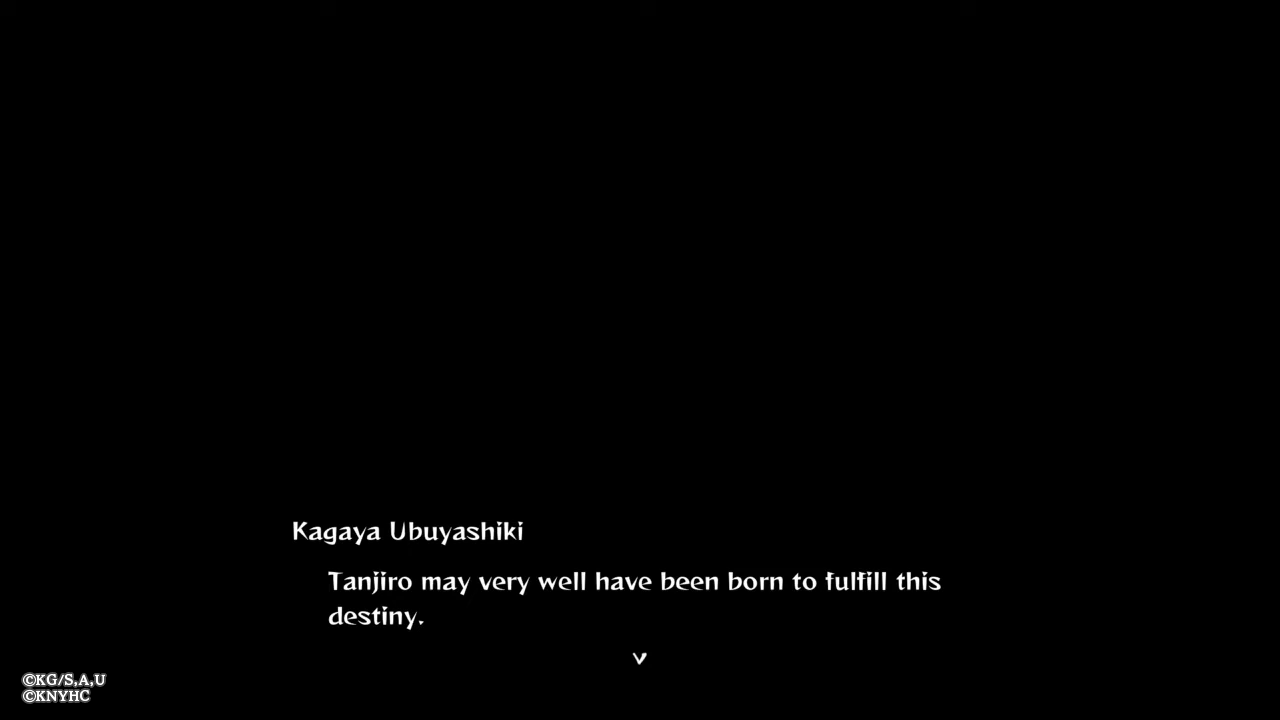 Kagaya Ubuyashiki
Tanjiro may very well have been born to fulfill this
destiny.
©KG/S,A,U
©KNYHC